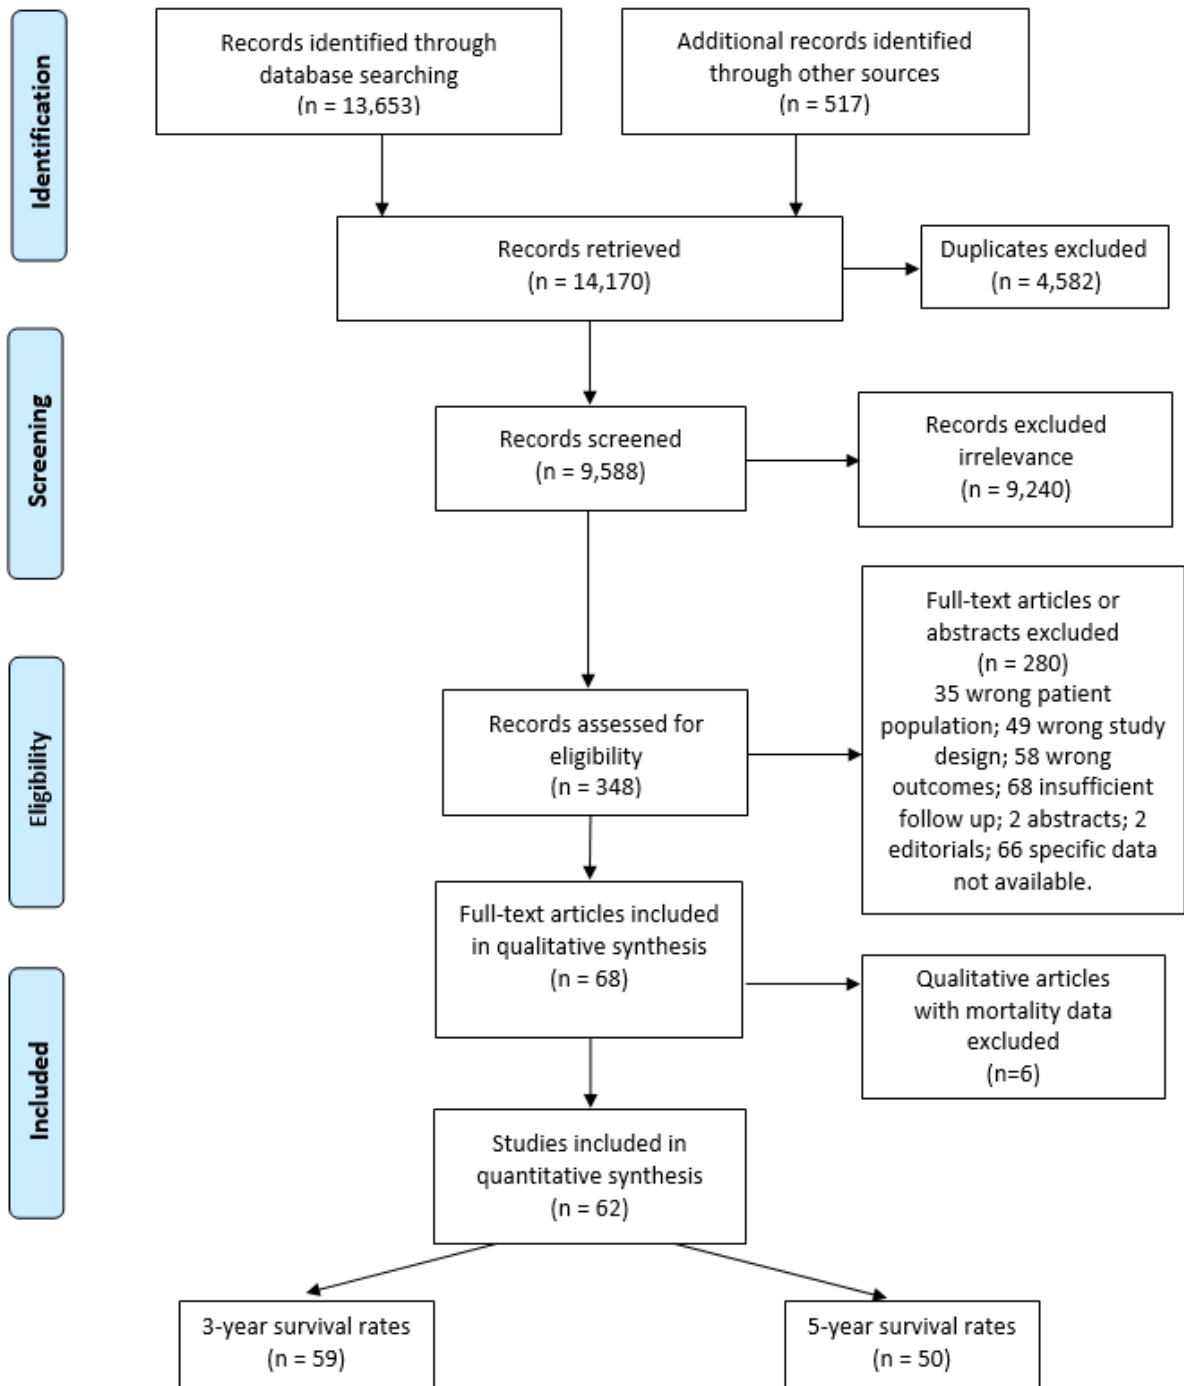 Identification
Records identified through
database searching
(n = 13,653)
Additional records identified
through other sources
(n = 517)
Records retrieved
(n = 14,170)
Duplicates excluded
(n = 4,582)
Screening
Records screened
(n = 9,588)
Records excluded
irrelevance
(n = 9,240)
Eligibility
Records assessed for
eligibility
(n = 348)
Full-text articles or
abstracts excluded
(n = 280)
35 wrong patient
population; 49 wrong study
design; 58 wrong
outcomes; 68 insufficient
follow up; 2 abstracts; 2
editorials; 66 specific data
not available.
Full-text articles included
in qualitative synthesis
(n = 68)
Qualitative articles
with mortality data
excluded
(n=6)
Included
Studies included in
quantitative synthesis
(n = 62)
3-year survival rates
(n = 59)
5-year survival rates
(n = 50)